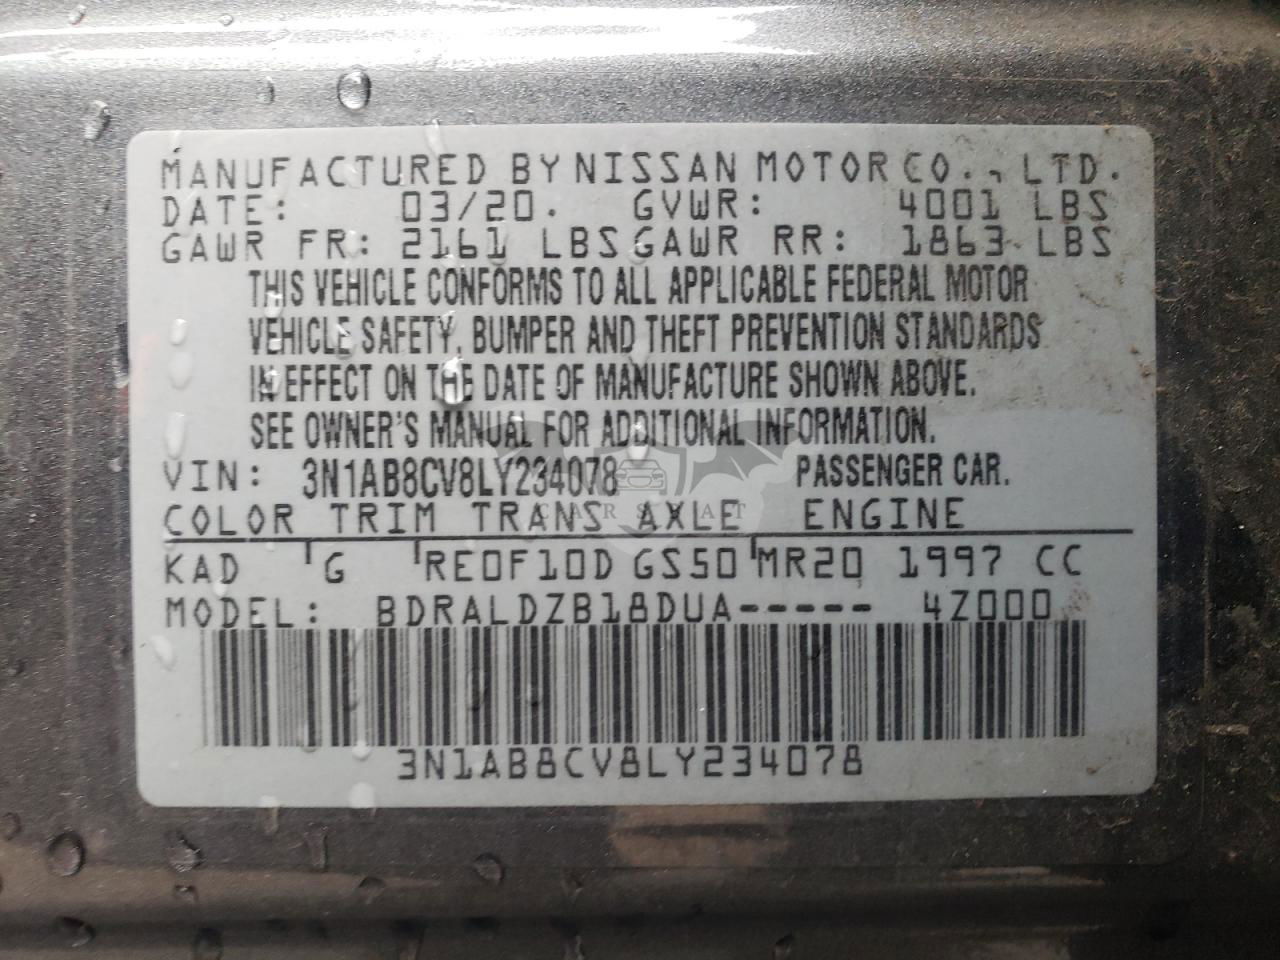 MANUFACTURED BY NISSAN MOTOR CO., LTD.
DATE: 03/20. GVWR: 4001 LBS
GAWR FR: 2161 LBS GAWR RR: 1863 LBS
THIS VEHICLE CONFORMS TO ALL APPLICABLE FEDERAL MOTOR
VEHICLE SAFETY, BUMPER AND THEFT PREVENTION STANDARDS
IN EFFECT ON THE DATE OF MANUFACTURE SHOWN ABOVE.
SEE OWNER'S MANUAL FOR ADDITIONAL INFORMATION.
VIN: 3N1AB8CV8LY234078 PASSENGER CAR.
COLOR TRIM TRANS AXLE ENGINE
KAD G RE0F10D GS50 MR20 1997 CC
MODEL: BDRALDZB18DUA----- 4Z000
3N1AB8CV8LY234078